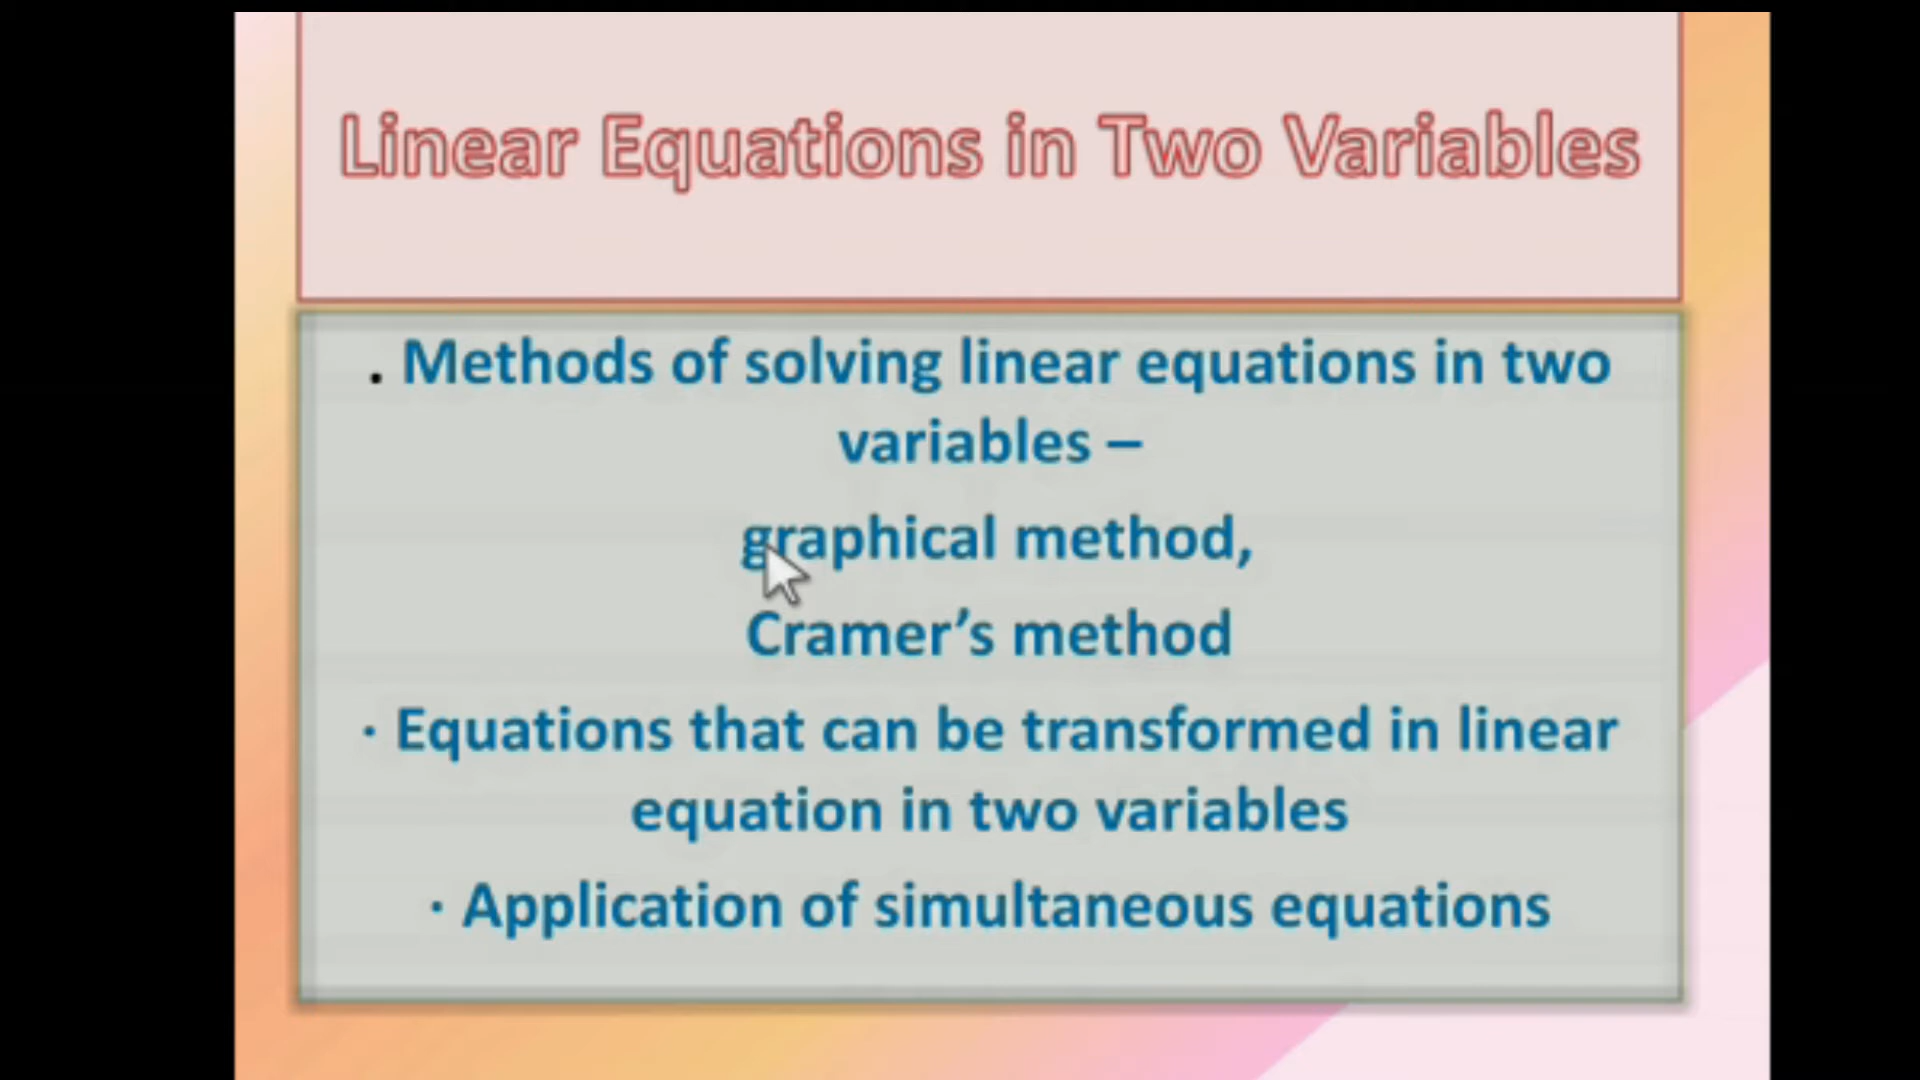 Linear Equations in Two Variables
. Methods of solving linear equations in two
variables –
graphical method,
Cramer’s method
· Equations that can be transformed in linear
equation in two variables
· Application of simultaneous equations